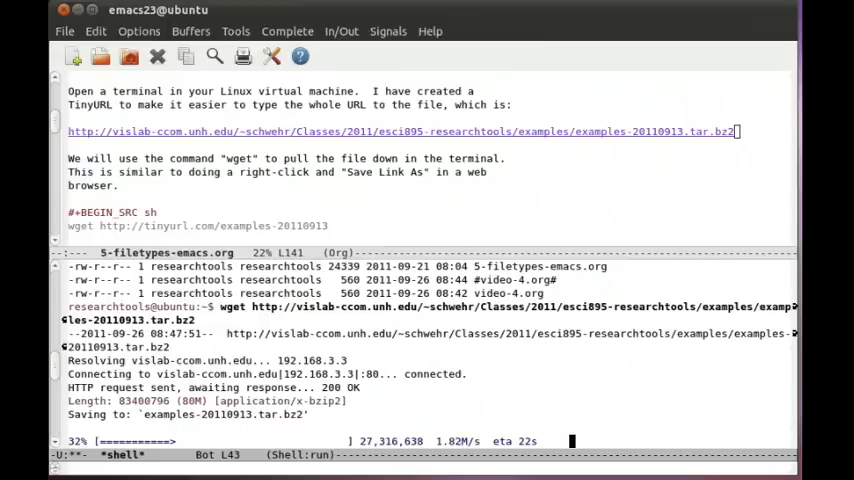 emacs23@ubuntu
File Edit Options Buffers Tools Complete In/Out Signals Help
Open a terminal in your Linux virtual machine.  I have created a
TinyURL to make it easier to type the whole URL to the file, which is:
http://vislab-ccom.unh.edu/~schwehr/Classes/2011/esci895-researchtools/examples/examples-20110913.tar.bz2
We will use the command "wget" to pull the file down in the terminal.
This is similar to doing a right-click and "Save Link As" in a web
browser.
#+BEGIN_SRC sh
wget http://tinyurl.com/examples-20110913
--:---  5-filetypes-emacs.org   22% L141   (Org)
-rw-r--r-- 1 researchtools researchtools 24339 2011-09-21 08:04 5-filetypes-emacs.org
-rw-r--r-- 1 researchtools researchtools   560 2011-09-26 08:44 #video-4.org#
-rw-r--r-- 1 researchtools researchtools   560 2011-09-26 08:42 video-4.org
researchtools@ubuntu:~$ wget http://vislab-ccom.unh.edu/~schwehr/Classes/2011/esci895-researchtools/examples/examp
les-20110913.tar.bz2
--2011-09-26 08:47:51--  http://vislab-ccom.unh.edu/~schwehr/Classes/2011/esci895-researchtools/examples/examples-
20110913.tar.bz2
Resolving vislab-ccom.unh.edu... 192.168.3.3
Connecting to vislab-ccom.unh.edu|192.168.3.3|:80... connected.
HTTP request sent, awaiting response... 200 OK
Length: 83400796 (80M) [application/x-bzip2]
Saving to: `examples-20110913.tar.bz2'
32% [===========>                          ] 27,316,638  1.82M/s  eta 22s
-U:**-  *shell*        Bot L43    (Shell:run)